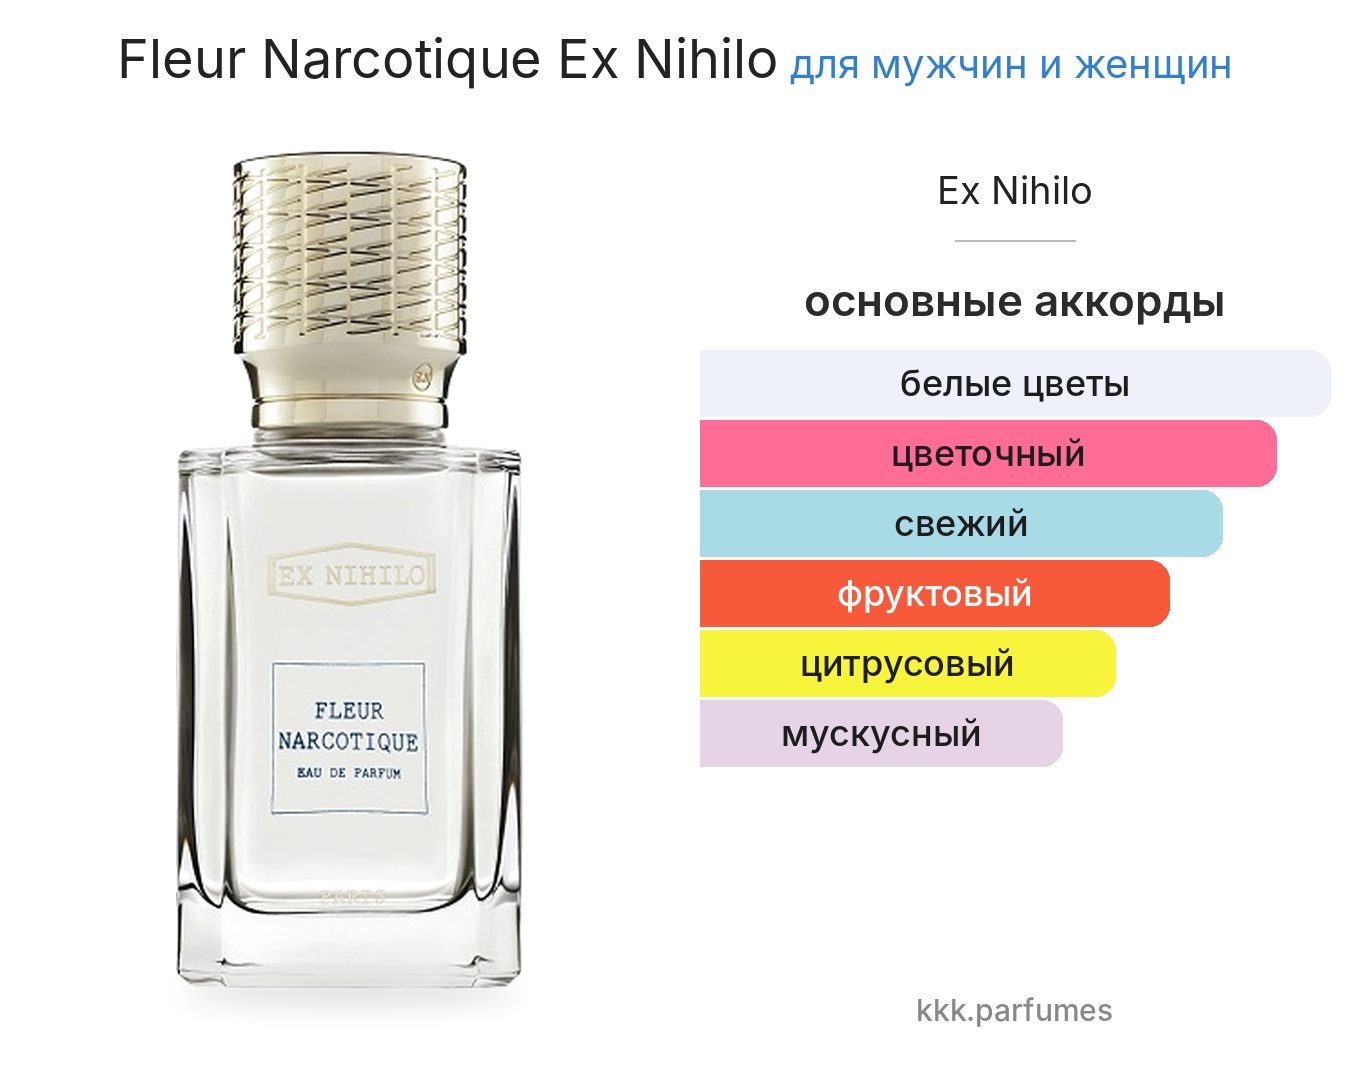 Fleur Narcotique Ex Nihilo для мужчин и женщин
EX NIHILO
FLEUR
NARCOTIQUE
EAU DE PARFUM
PARIS
Ex Nihilo
основные аккорды
белые цветы
цветочный
свежий
фруктовый
цитрусовый
мускусный
kkk.parfumes